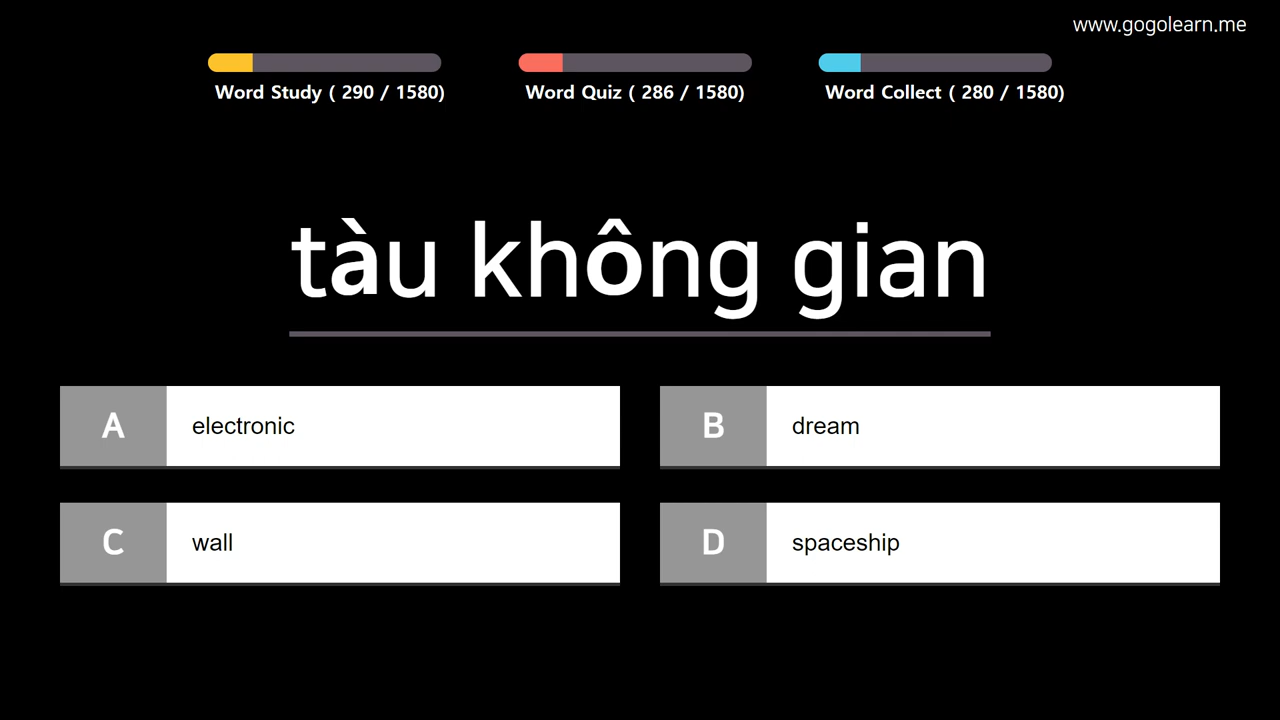 www.gogolearn.me
Word Study ( 290 / 1580)
Word Quiz ( 286 / 1580)
Word Collect ( 280 / 1580)
tàu không gian
A electronic
B dream
C wall
D spaceship